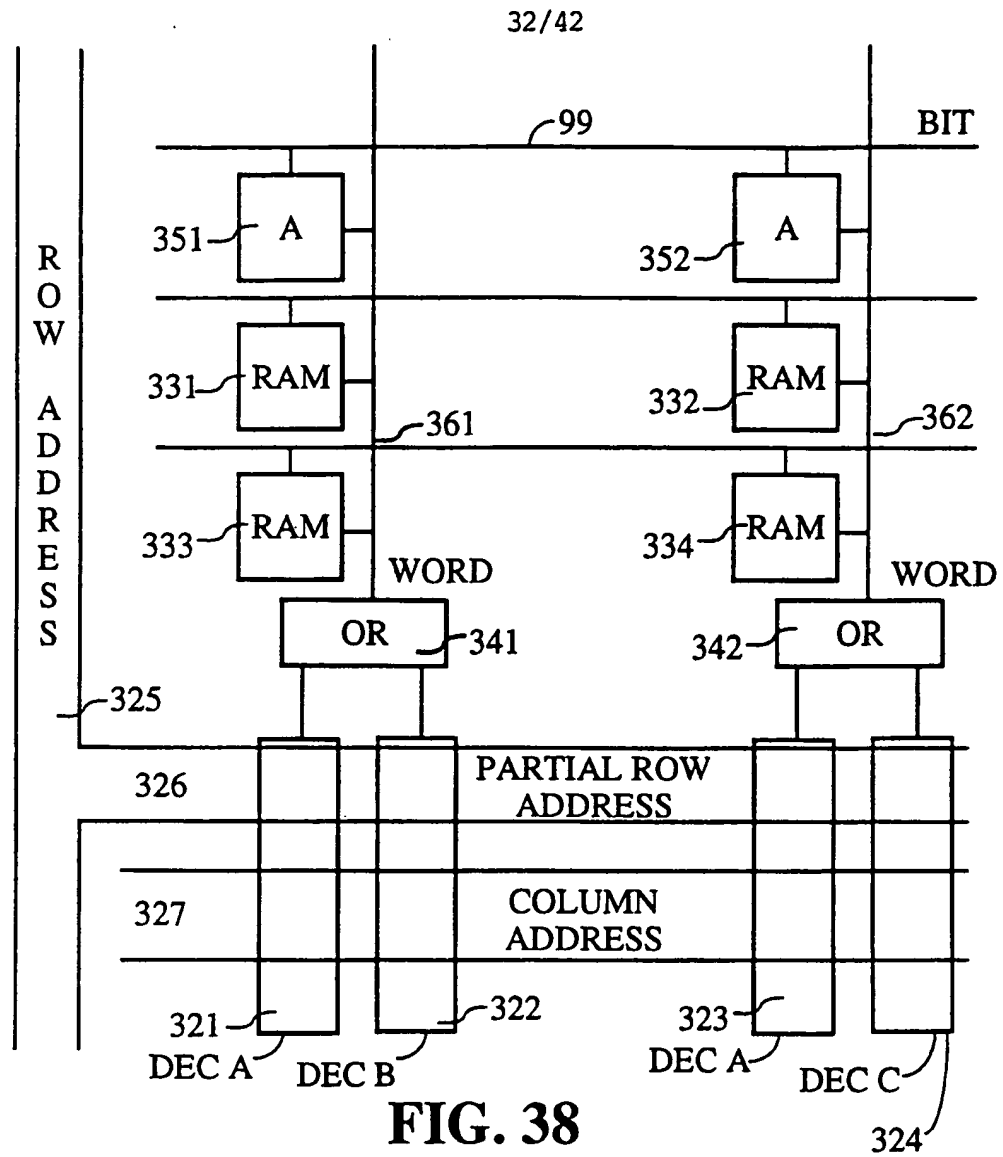 32/42
99
BIT
A
351
A
352
ROW ADDRESS
RAM
331
RAM
332
361
362
RAM
333
RAM
334
WORD
WORD
OR
341
OR
342
325
326
PARTIAL ROW
ADDRESS
327
COLUMN
ADDRESS
321
322
323
DEC A
DEC B
DEC A
DEC C
324
FIG. 38